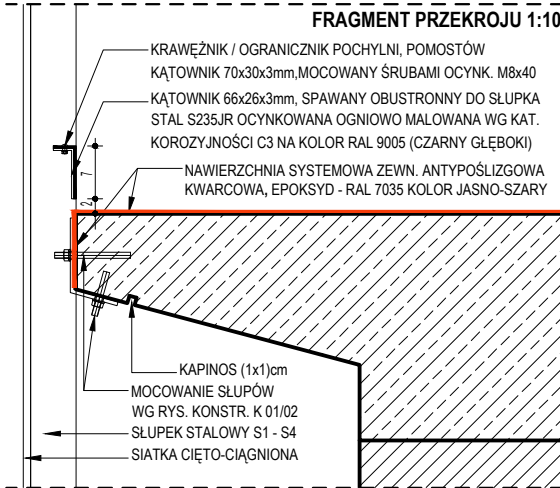 FRAGMENT PRZEKROJU 1:10
KRAWĘŻNIK / OGRANICZNIK POCHYLNI, POMOSTÓW
KĄTOWNIK 70x30x3mm,MOCOWANY ŚRUBAMI OCYNK. M8x40
KĄTOWNIK 66x26x3mm, SPAWANY OBUSTRONNY DO SŁUPKA
STAL S235JR OCYNKOWANA OGNIOWO MALOWANA WG KAT.
KOROZYJNOŚCI C3 NA KOLOR RAL 9005 (CZARNY GŁĘBOKI)
7
NAWIERZCHNIA SYSTEMOWA ZEWN. ANTYPOŚLIZGOWA
KWARCOWA, EPOKSYD - RAL 7035 KOLOR JASNO-SZARY
2
KAPINOS (1x1)cm
MOCOWANIE SŁUPÓW
WG RYS. KONSTR. K 01/02
SŁUPEK STALOWY S1 - S4
SIATKA CIĘTO-CIĄGNIONA